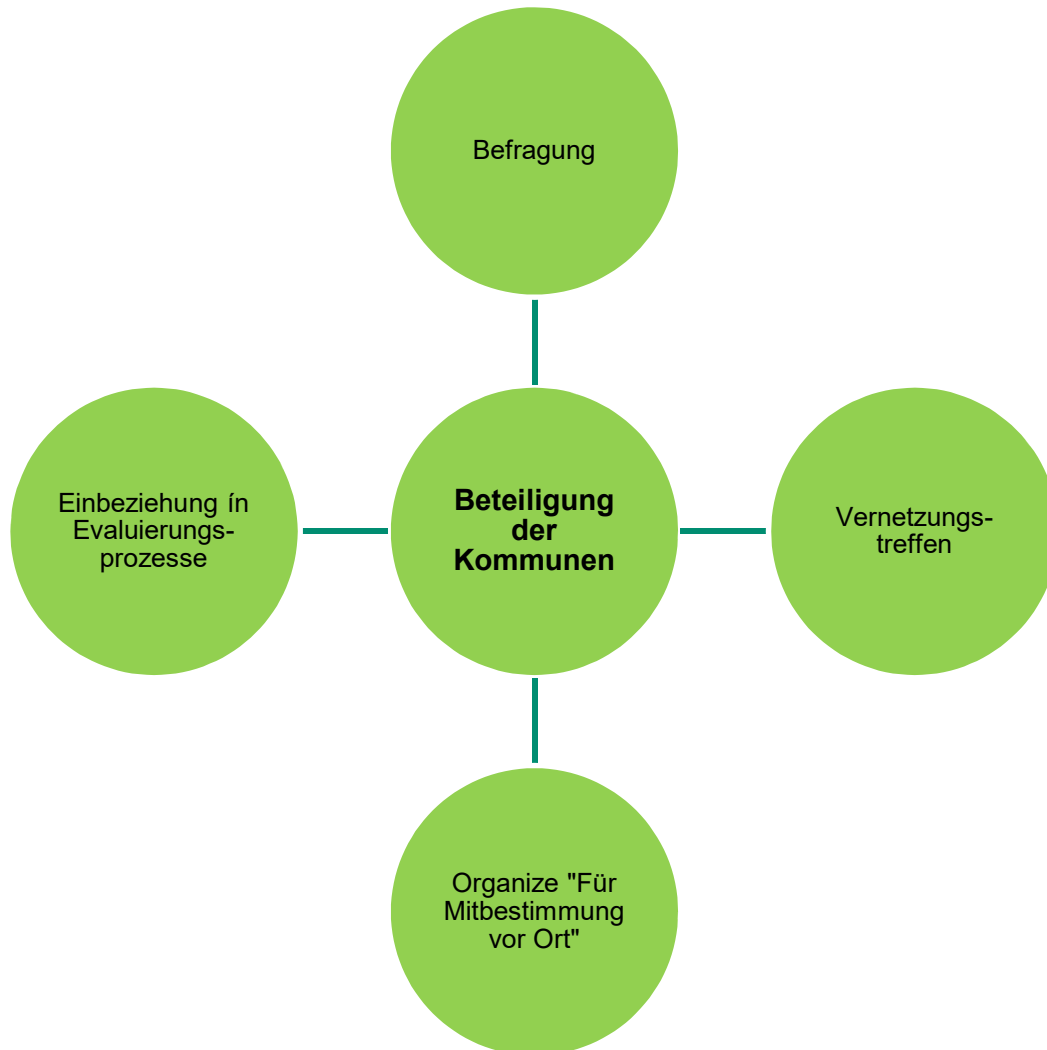 Befragung
Einbeziehung ín
Evaluierungs-
prozesse
Beteiligung
der
Kommunen
Vernetzungs-
treffen
Organize "Für
Mitbestimmung
vor Ort"